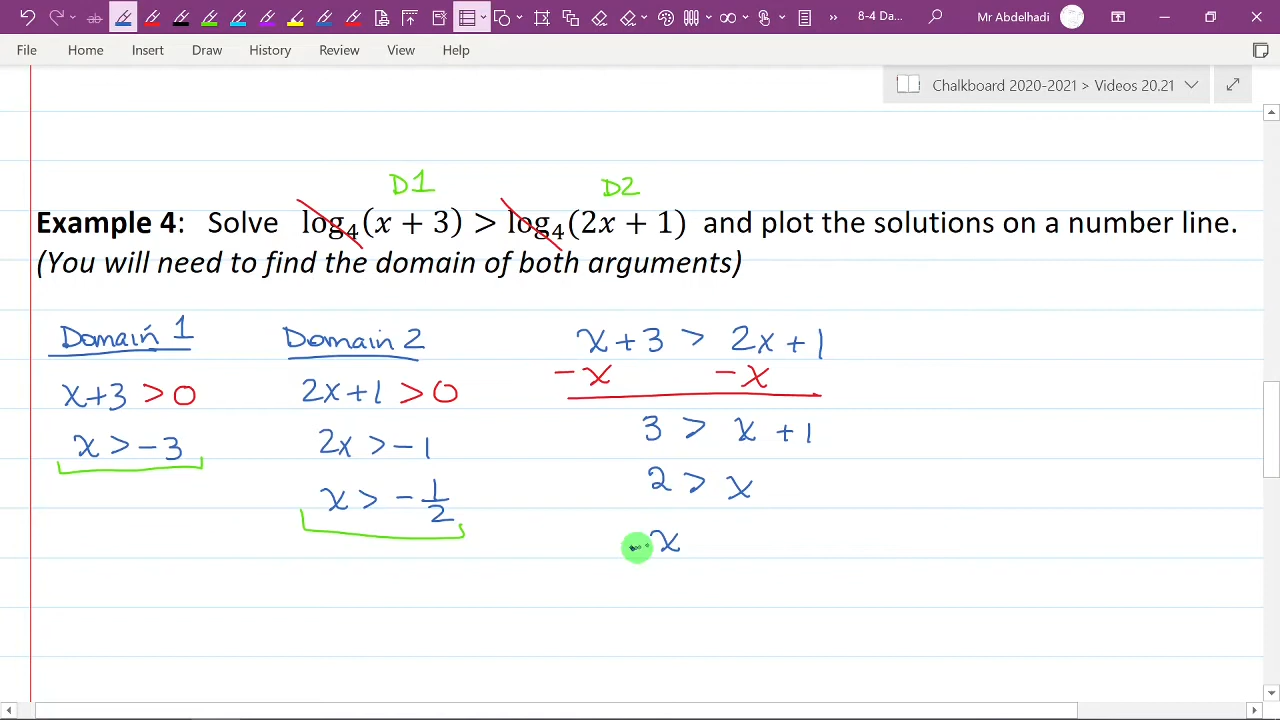 8-4 Da... Mr Abdelhadi
File Home Insert Draw History Review View Help
Chalkboard 2020-2021 > Videos 20.21
D1 D2
Example 4: Solve log₄(x + 3) > log₄(2x + 1) and plot the solutions on a number line.
(You will need to find the domain of both arguments)
Domain 1
x+3 > 0
x > -3
Domain 2
2x+1 > 0
2x > -1
x > -1/2
x+3 > 2x+1
-x -x
3 > x+1
2 > x
x